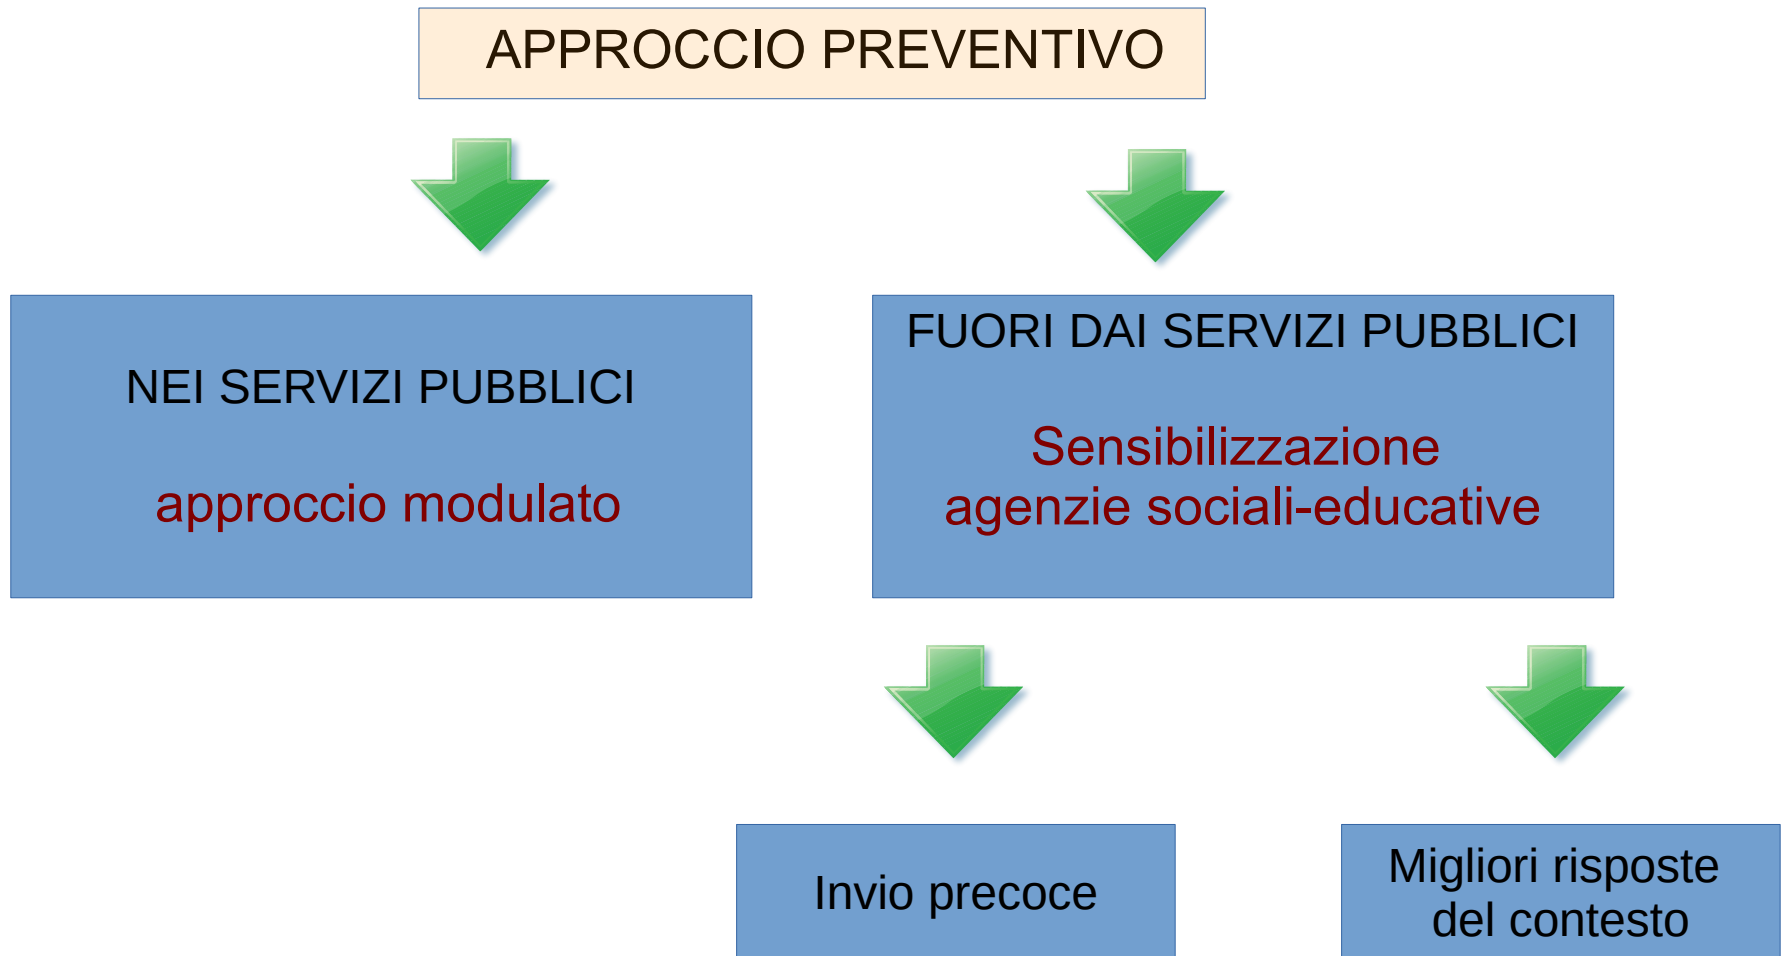 APPROCCIO PREVENTIVO
NEI SERVIZI PUBBLICI
approccio modulato
FUORI DAI SERVIZI PUBBLICI
Sensibilizzazione
agenzie sociali-educative
Invio precoce
Migliori risposte
del contesto